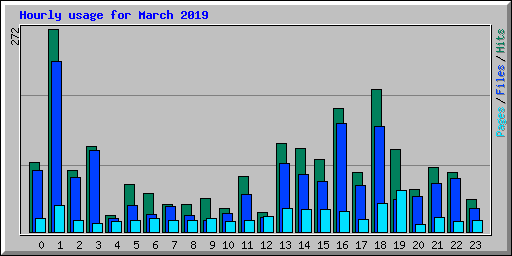 Hourly usage for March 2019
272
Pages / Files / Hits
0 1 2 3 4 5 6 7 8 9 10 11 12 13 14 15 16 17 18 19 20 21 22 23